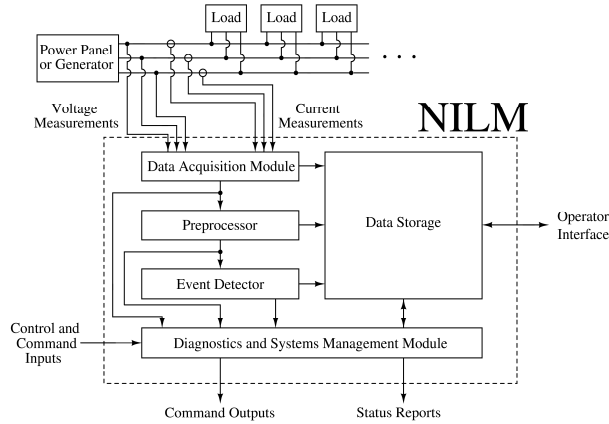 Load Load Load
Power Panel
or Generator
Voltage
Measurements
Current
Measurements
NILM
Data Acquisition Module
Preprocessor
Event Detector
Data Storage
Operator
Interface
Control and
Command
Inputs
Diagnostics and Systems Management Module
Command Outputs
Status Reports